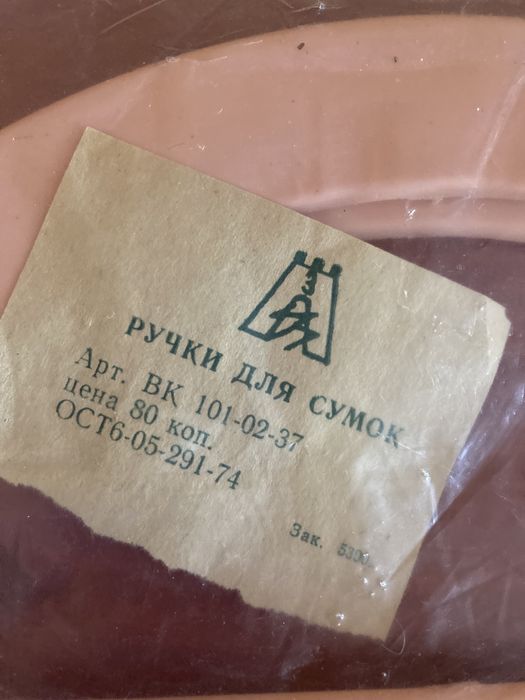 РУЧКИ ДЛЯ СУМОК
Арт. ВК 101-02-37
цена 80 коп.
ОСТ6-05-291-74
Зак.